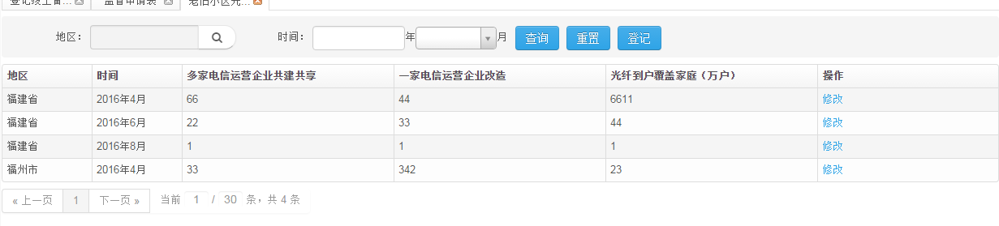 登记竣工备... 监督申请表 老旧小区光...
地区： 时间： 年 月 查询 重置 登记
地区 时间 多家电信运营企业共建共享 一家电信运营企业改造 光纤到户覆盖家庭（万户） 操作
福建省 2016年4月 66 44 6611 修改
福建省 2016年6月 22 33 44 修改
福建省 2016年8月 1 1 1 修改
福州市 2016年4月 33 342 23 修改
« 上一页 1 下一页 » 当前 1 / 30 条，共 4 条